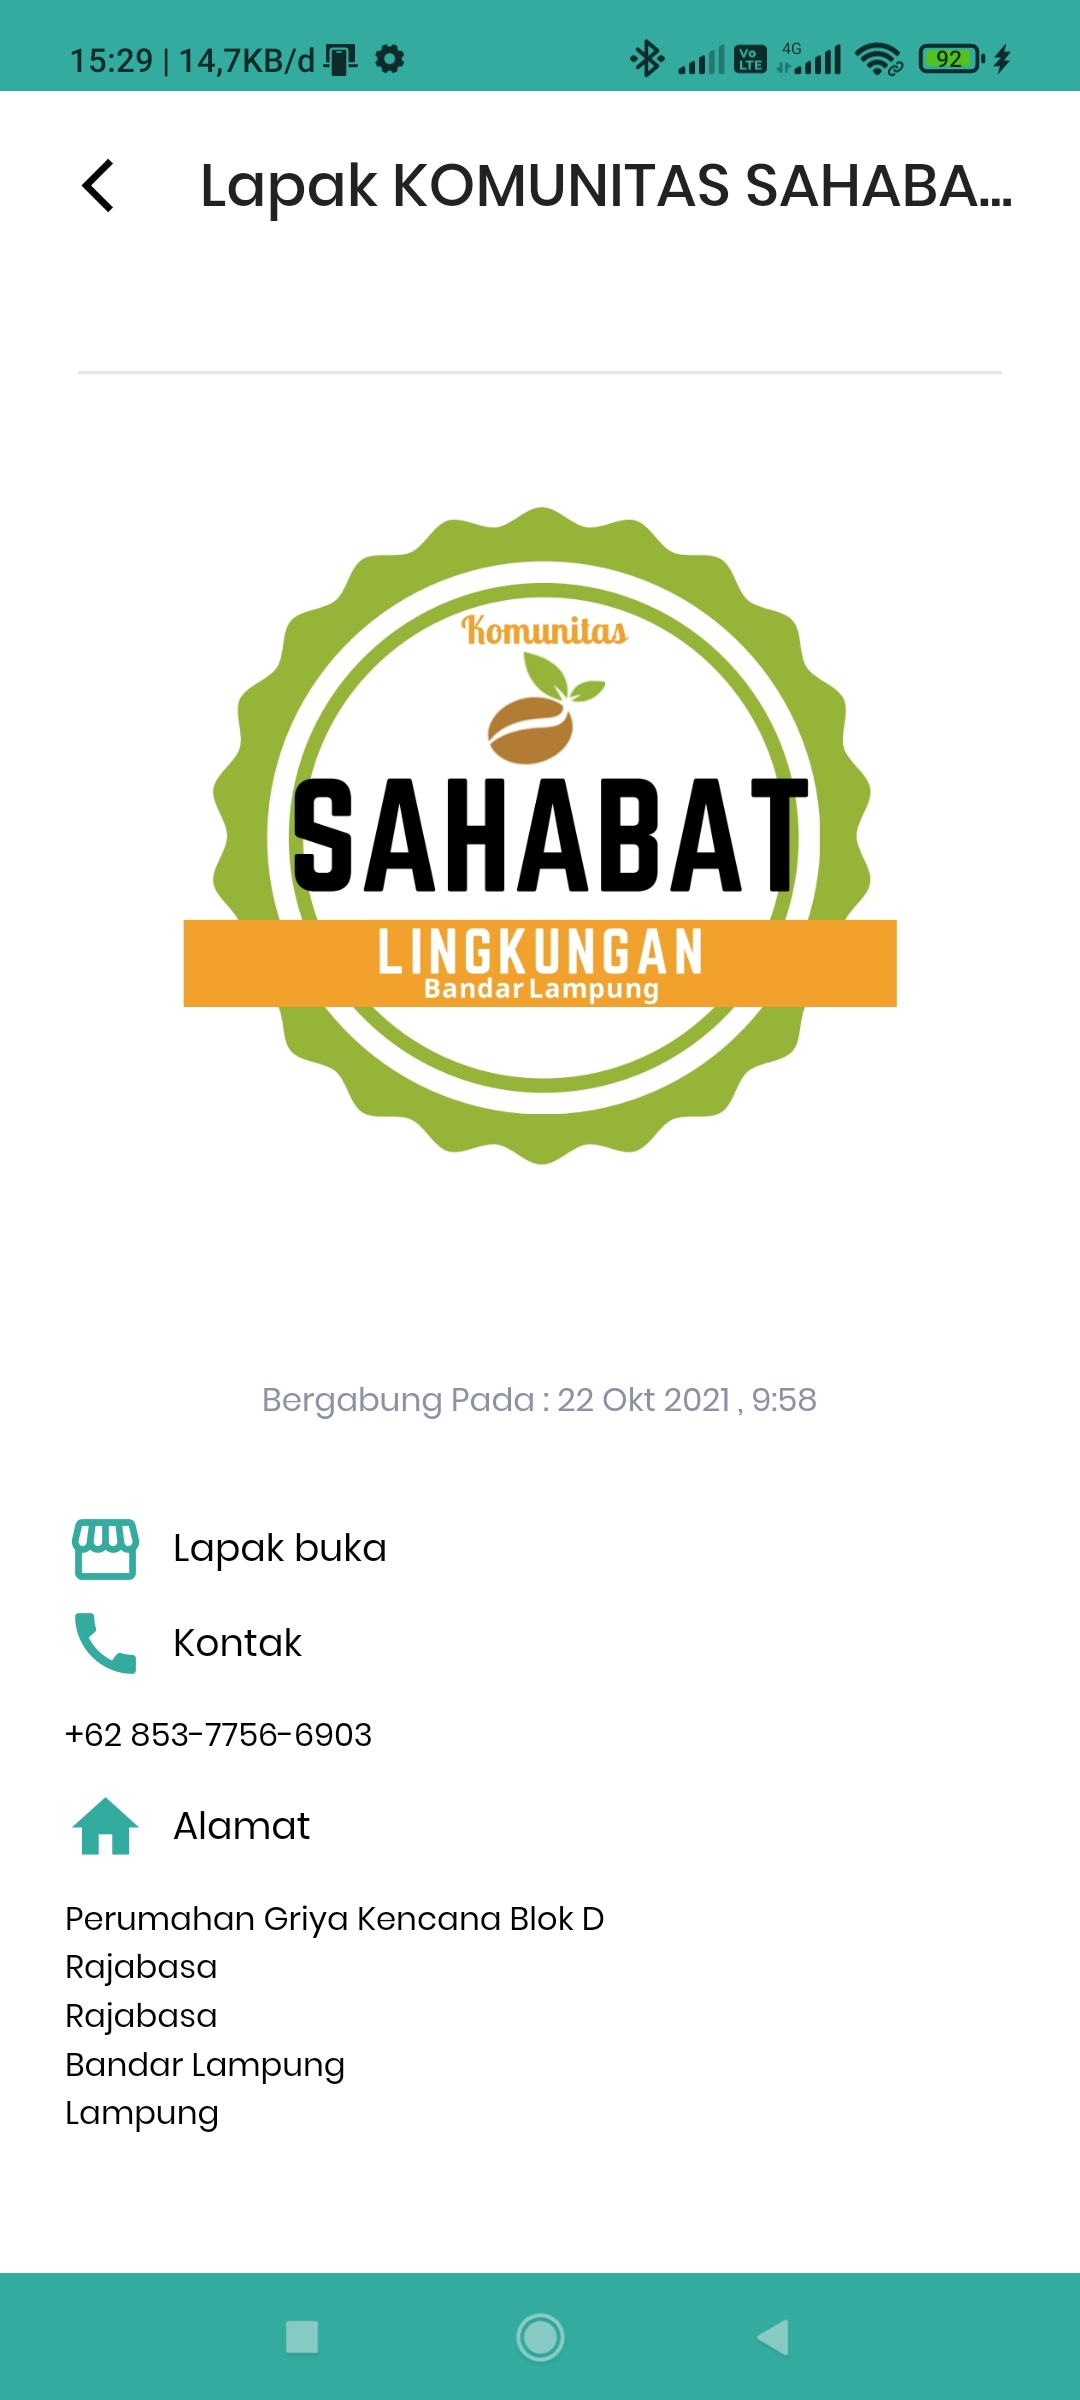 15:29 | 14,7KB/d
Vo LTE
4G
92
Lapak KOMUNITAS SAHABA...
Komunitas
SAHABAT
LINGKUNGAN
Bandar Lampung
Bergabung Pada : 22 Okt 2021 , 9:58
Lapak buka
Kontak
+62 853-7756-6903
Alamat
Perumahan Griya Kencana Blok D
Rajabasa
Rajabasa
Bandar Lampung
Lampung